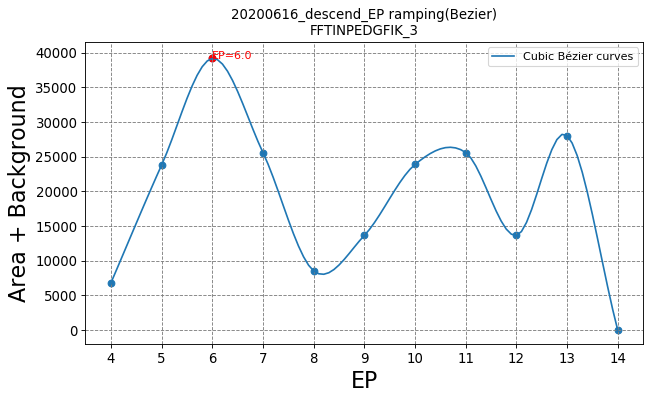 20200616_descend_EP ramping(Bezier)
FFTINPEDGFIK_3
Cubic Bézier curves
EP=6.0
Area + Background
40000
35000
30000
25000
20000
15000
10000
5000
0
4 5 6 7 8 9 10 11 12 13 14
EP